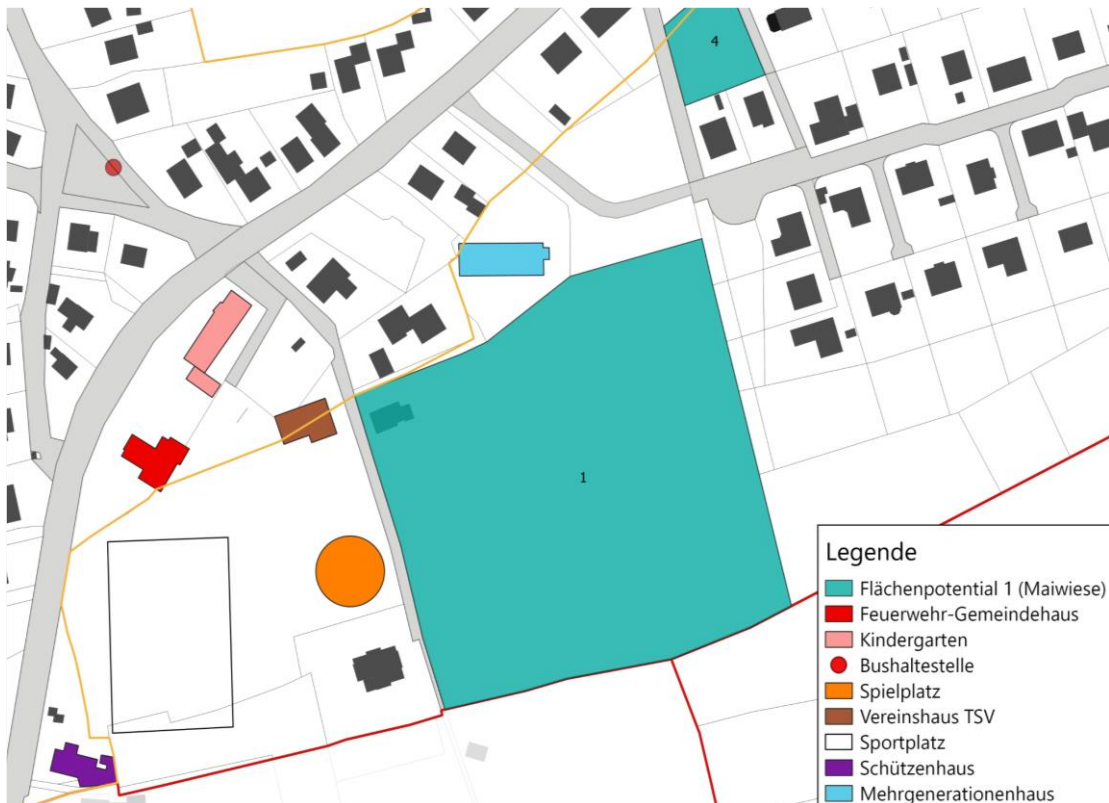 4
1
Legende
Flächenpotential 1 (Maiwiese)
Feuerwehr-Gemeindehaus
Kindergarten
Bushaltestelle
Spielplatz
Vereinshaus TSV
Sportplatz
Schützenhaus
Mehrgenerationenhaus